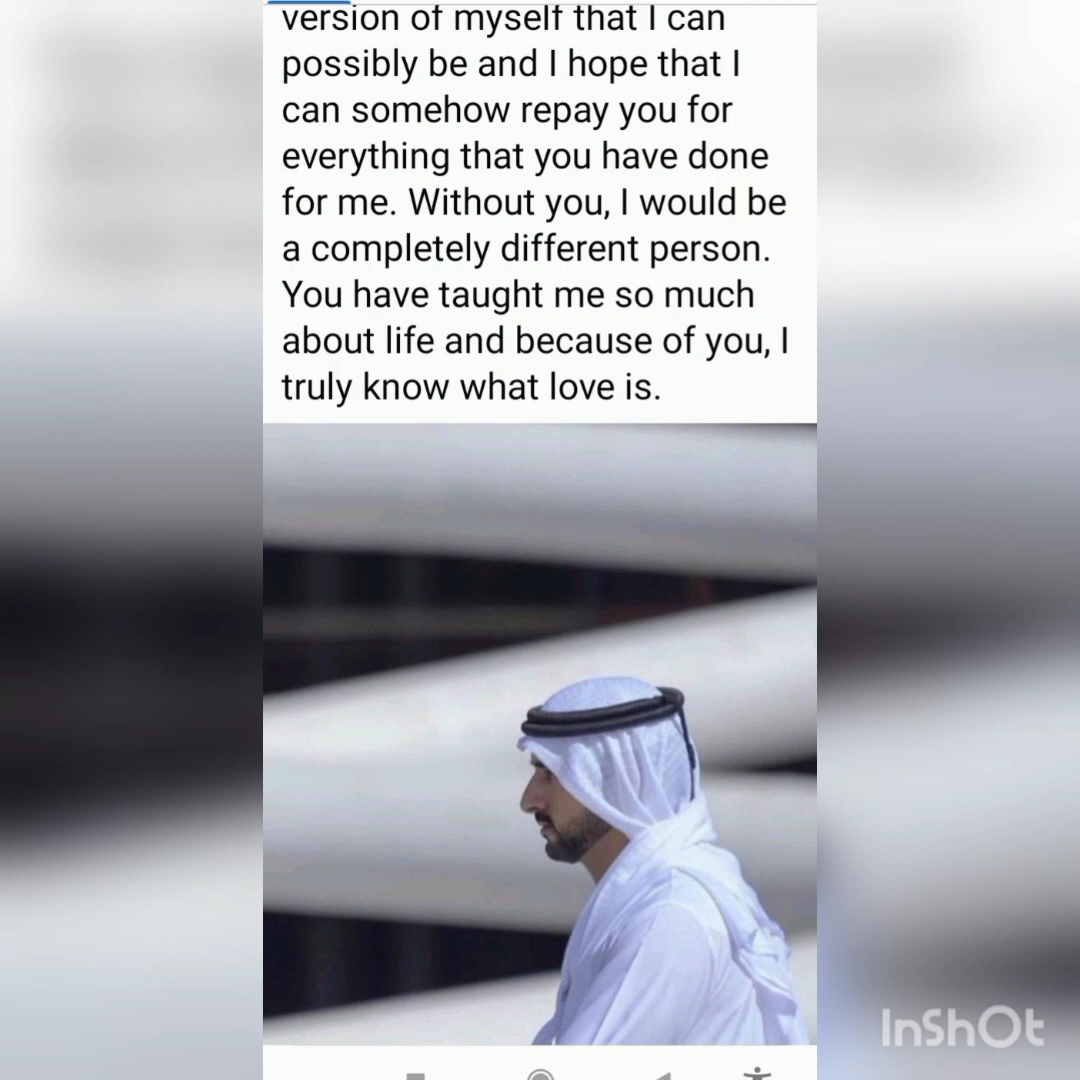 version of myself that I can
possibly be and I hope that I
can somehow repay you for
everything that you have done
for me. Without you, I would be
a completely different person.
You have taught me so much
about life and because of you, I
truly know what love is.
InShOt